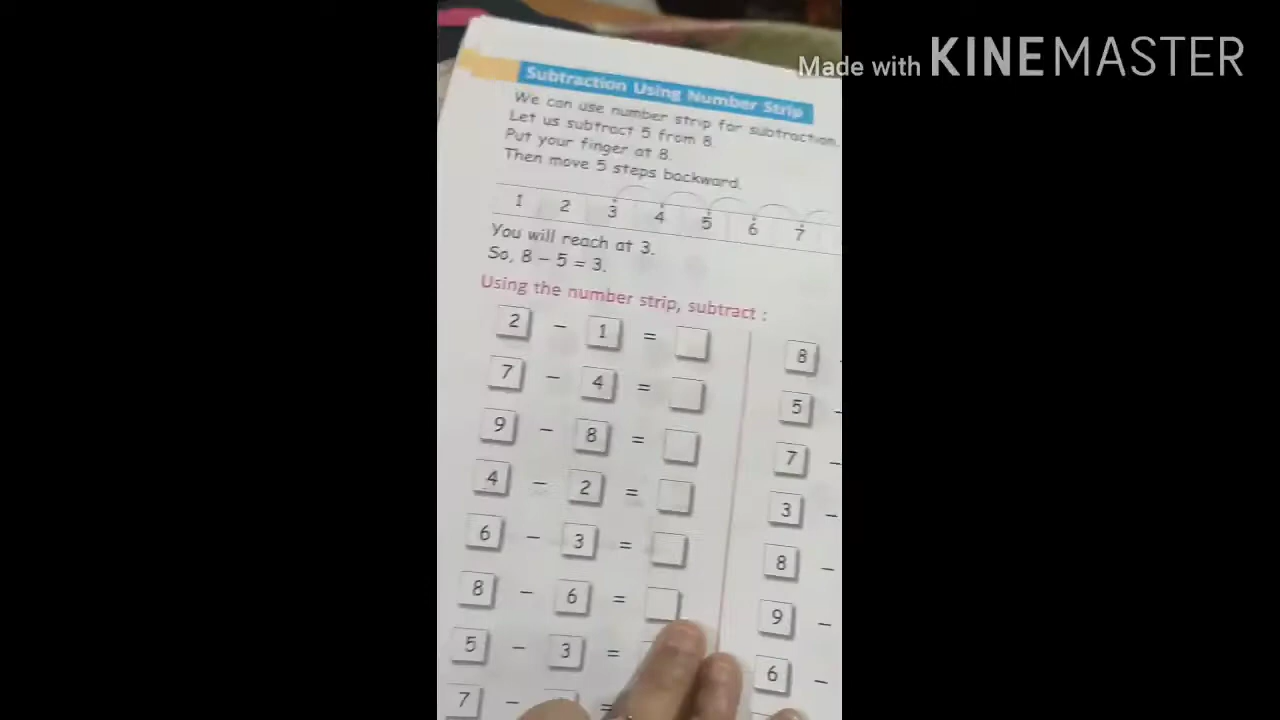 Made with KINEMASTER
Subtraction Using Number Strip
We can use number strip for subtraction.
Let us subtract 5 from 8.
Put your finger at 8.
Then move 5 steps backward.
1 2 3 4 5 6 7
You will reach at 3.
So, 8 – 5 = 3.
Using the number strip, subtract :
2 – 1 =
7 – 4 =
9 – 8 =
4 – 2 =
6 – 3 =
8 – 6 =
5 – 3 =
7 – =
8
5 –
7 –
3 –
8 –
9 –
6 –